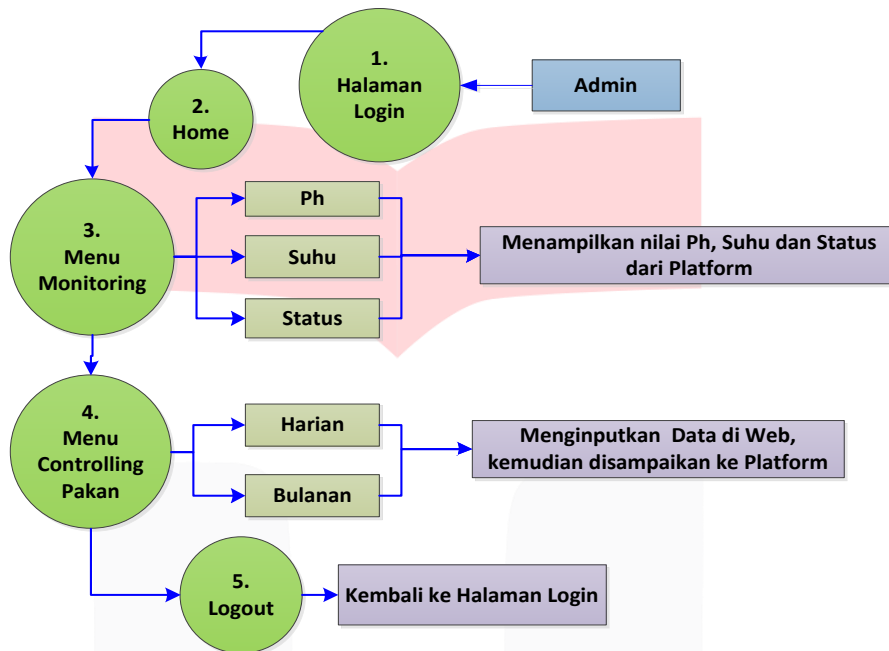 1.
Halaman
Login
Admin
2.
Home
3.
Menu
Monitoring
Ph
Suhu
Status
Menampilkan nilai Ph, Suhu dan Status
dari Platform
4.
Menu
Controlling
Pakan
Harian
Bulanan
Menginputkan Data di Web,
kemudian disampaikan ke Platform
5.
Logout
Kembali ke Halaman Login